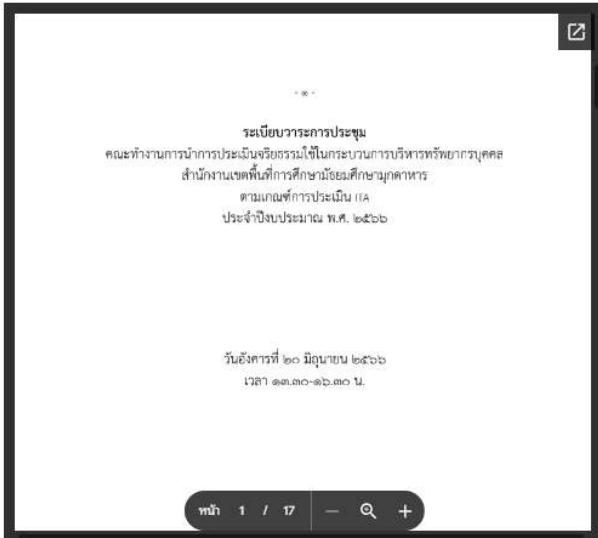 - ๑ -
ระเบียบวาระการประชุม
คณะทำงานการนำการประเมินจริยธรรมใช้ในกระบวนการบริหารทรัพยากรบุคคล
สำนักงานเขตพื้นที่การศึกษามัธยมศึกษามุกดาหาร
ตามเกณฑ์การประเมิน ITA
ประจำปีงบประมาณ พ.ศ. ๒๕๖๖
วันอังคารที่ ๒๐ มิถุนายน ๒๕๖๖
เวลา ๑๓.๓๐-๑๖.๓๐ น.
หน้า 1 / 17